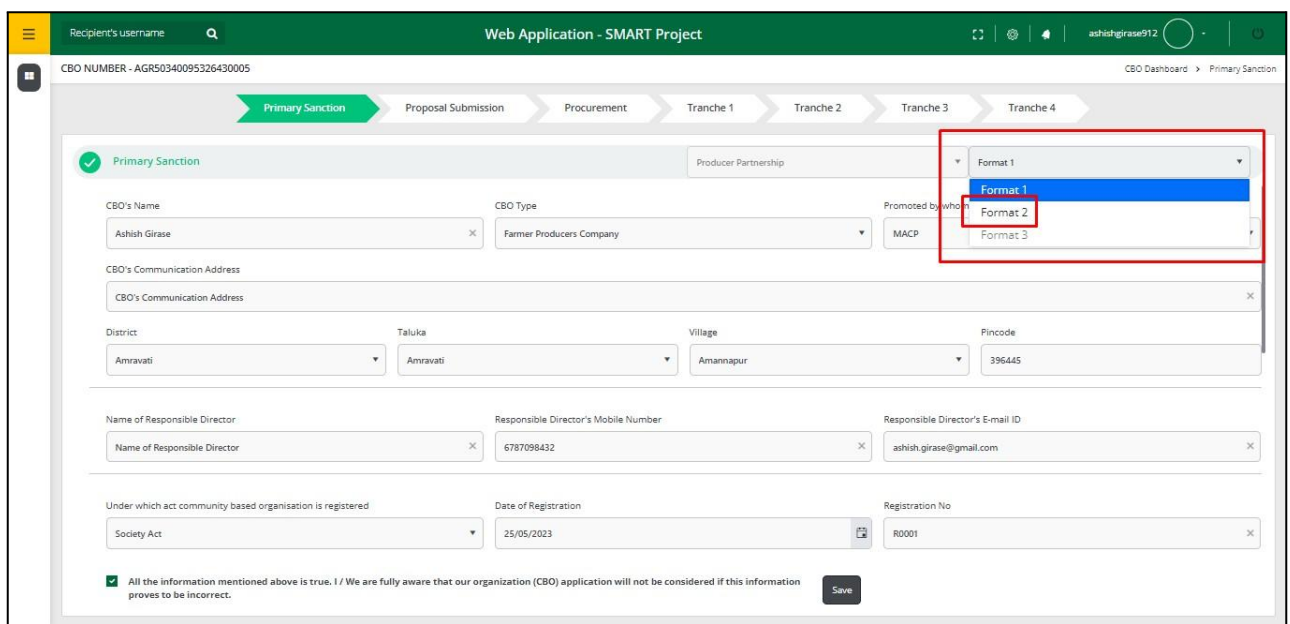 Recipient's username
Web Application - SMART Project
ashishgirase912
CBO NUMBER - AGR50340095326430005
CBO Dashboard > Primary Sanction
Primary Sanction
Proposal Submission
Procurement
Tranche 1
Tranche 2
Tranche 3
Tranche 4
Primary Sanction
Producer Partnership
Format 1
Format 1
Format 2
Format 3
CBO's Name
CBO Type
Promoted by whom
Ashish Girase
Farmer Producers Company
MACP
CBO's Communication Address
CBO's Communication Address
District
Taluka
Village
Pincode
Amravati
Amravati
Amannapur
396445
Name of Responsible Director
Responsible Director's Mobile Number
Responsible Director's E-mail ID
Name of Responsible Director
6787098432
ashish.girase@gmail.com
Under which act community based organisation is registered
Date of Registration
Registration No
Society Act
25/05/2023
R0001
All the information mentioned above is true. I / We are fully aware that our organization (CBO) application will not be considered if this information
proves to be incorrect.
Save